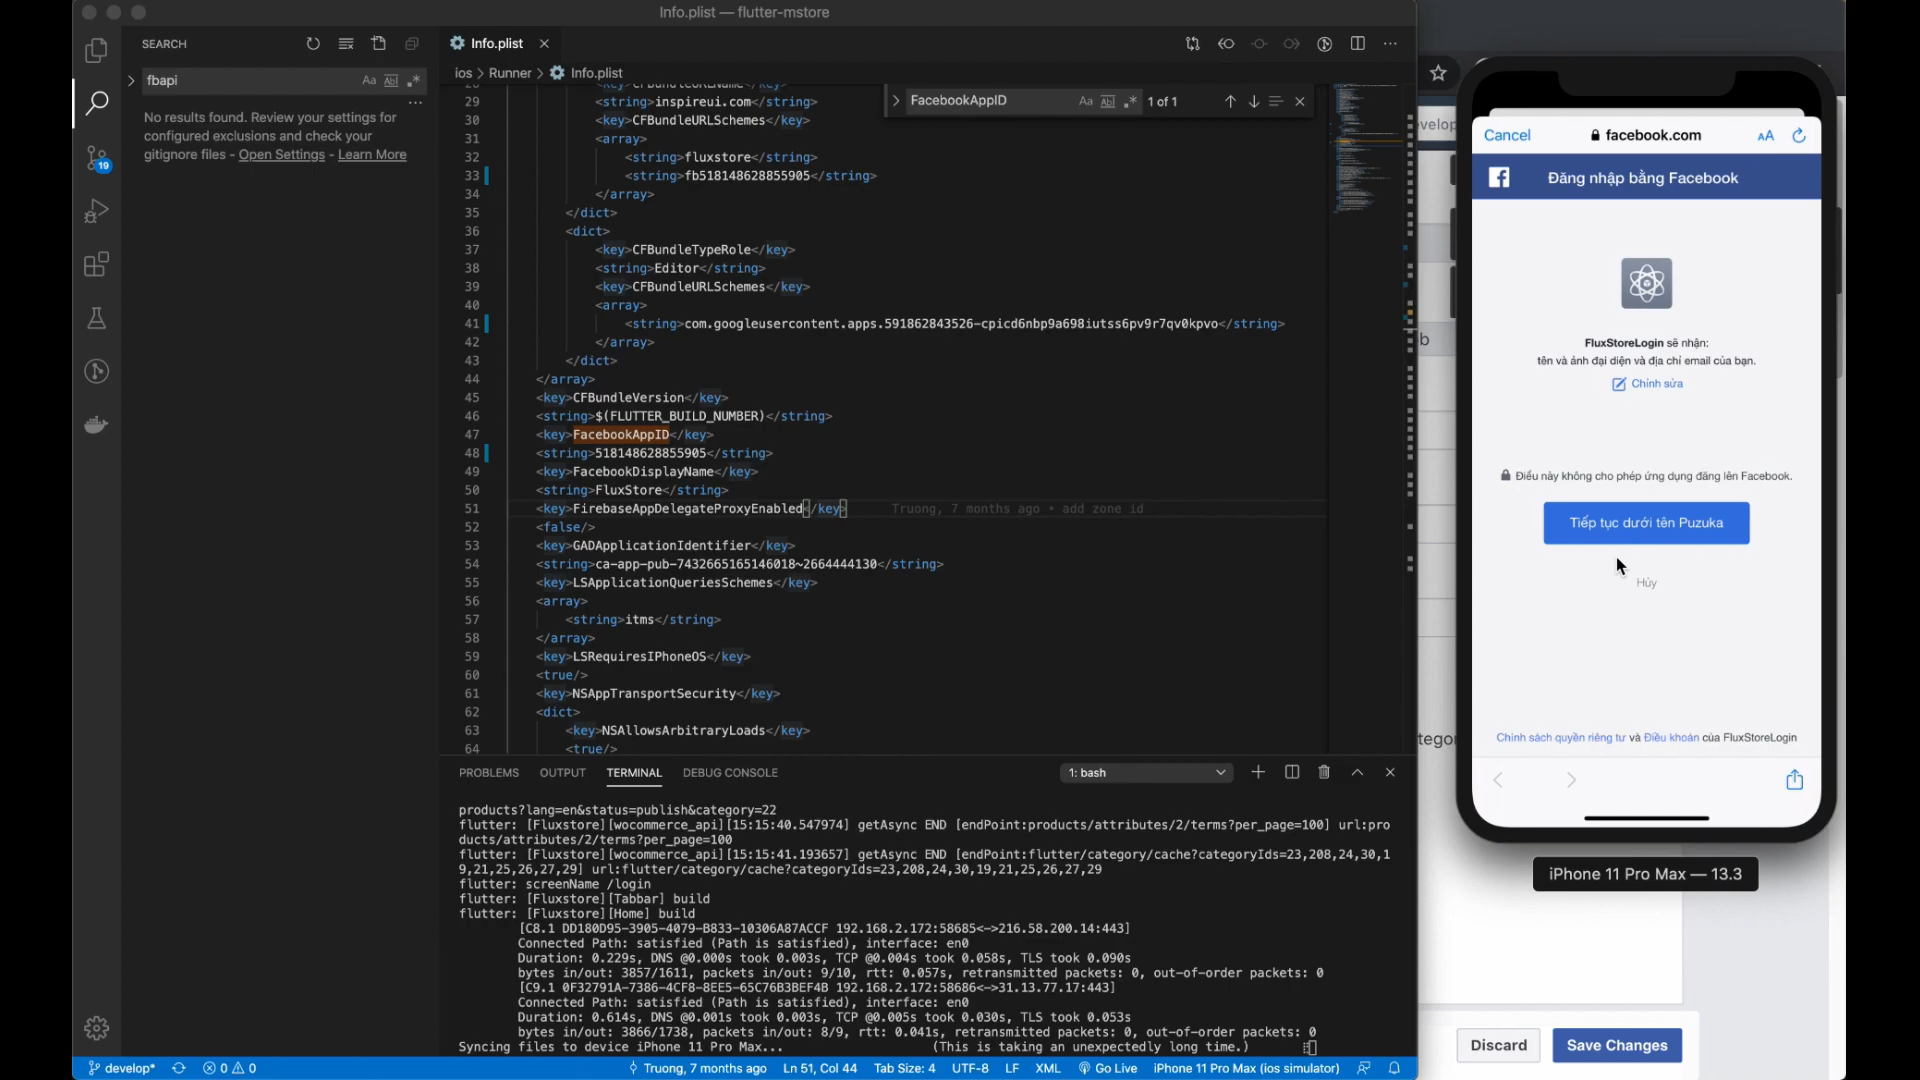 Info.plist — flutter-mstore
SEARCH
fbapi
Aa
No results found. Review your settings for
configured exclusions and check your
gitignore files - Open Settings - Learn More
19
Info.plist
ios > Runner > Info.plist
FacebookAppID
Aa
1 of 1
29 <string>inspireui.com</string>
30 <key>CFBundleURLSchemes</key>
31 <array>
32 <string>fluxstore</string>
33 <string>fb518148628855905</string>
34 </array>
35 </dict>
36 <dict>
37 <key>CFBundleTypeRole</key>
38 <string>Editor</string>
39 <key>CFBundleURLSchemes</key>
40 <array>
41 <string>com.googleusercontent.apps.591862843526-cpicd6nbp9a698iutss6pv9r7qv0kpvo</string>
42 </array>
43 </dict>
44 </array>
45 <key>CFBundleVersion</key>
46 <string>$(FLUTTER_BUILD_NUMBER)</string>
47 <key>FacebookAppID</key>
48 <string>518148628855905</string>
49 <key>FacebookDisplayName</key>
50 <string>FluxStore</string>
51 <key>FirebaseAppDelegateProxyEnabled</key> Truong, 7 months ago • add zone id
52 <false/>
53 <key>GADApplicationIdentifier</key>
54 <string>ca-app-pub-7432665165146018~2664444130</string>
55 <key>LSApplicationQueriesSchemes</key>
56 <array>
57 <string>itms</string>
58 </array>
59 <key>LSRequiresIPhoneOS</key>
60 <true/>
61 <key>NSAppTransportSecurity</key>
62 <dict>
63 <key>NSAllowsArbitraryLoads</key>
64 <true/>
PROBLEMS OUTPUT TERMINAL DEBUG CONSOLE
1: bash
products?lang=en&status=publish&category=22
flutter: [Fluxstore][wocommerce_api][15:15:40.547974] getAsync END [endPoint:products/attributes/2/terms?per_page=100] url:pro
ducts/attributes/2/terms?per_page=100
flutter: [Fluxstore][wocommerce_api][15:15:41.193657] getAsync END [endPoint:flutter/category/cache?categoryIds=23,208,24,30,1
9,21,25,26,27,29] url:flutter/category/cache?categoryIds=23,208,24,30,19,21,25,26,27,29
flutter: screenName /login
flutter: [Fluxstore][Tabbar] build
flutter: [Fluxstore][Home] build
[C8.1 DD180D95-3905-4079-B833-10306A87ACCF 192.168.2.172:58685<->216.58.200.14:443]
Connected Path: satisfied (Path is satisfied), interface: en0
Duration: 0.229s, DNS @0.000s took 0.003s, TCP @0.004s took 0.058s, TLS took 0.090s
bytes in/out: 3857/1611, packets in/out: 9/10, rtt: 0.057s, retransmitted packets: 0, out-of-order packets: 0
[C9.1 0F32791A-7386-4CF8-8EE5-65C76B3BEF4B 192.168.2.172:58686<->31.13.77.17:443]
Connected Path: satisfied (Path is satisfied), interface: en0
Duration: 0.614s, DNS @0.001s took 0.003s, TCP @0.005s took 0.030s, TLS took 0.053s
bytes in/out: 3866/1738, packets in/out: 8/9, rtt: 0.041s, retransmitted packets: 0, out-of-order packets: 0
Syncing files to device iPhone 11 Pro Max... (This is taking an unexpectedly long time.)
develop* 0 0
Truong, 7 months ago Ln 51, Col 44 Tab Size: 4 UTF-8 LF XML Go Live iPhone 11 Pro Max (ios simulator)
Cancel facebook.com AA
Đăng nhập bằng Facebook
FluxStoreLogin sẽ nhận:
tên và ảnh đại diện và địa chỉ email của bạn.
Chỉnh sửa
Điều này không cho phép ứng dụng đăng lên Facebook.
Tiếp tục dưới tên Puzuka
Hủy
Chính sách quyền riêng tư và Điều khoản của FluxStoreLogin
iPhone 11 Pro Max — 13.3
Discard
Save Changes